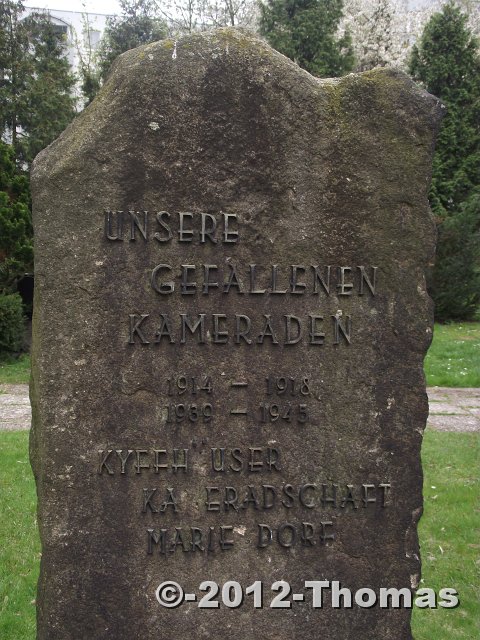 UNSERE
GEFALLENEN
KAMERADEN
1914 – 1918
1939 – 1945
KYFFH ̈USER
KA ERADSCHAFT
MARIE DORF
©-2012-Thomas